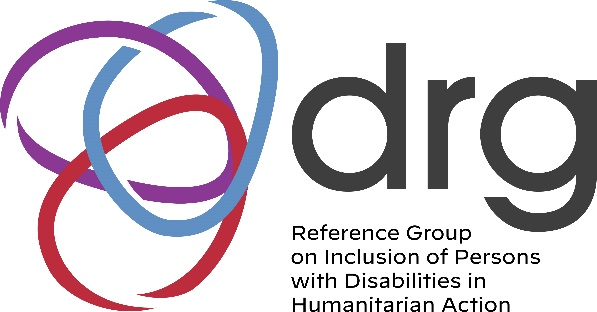 drg
Reference Group
on Inclusion of Persons
with Disabilities in
Humanitarian Action